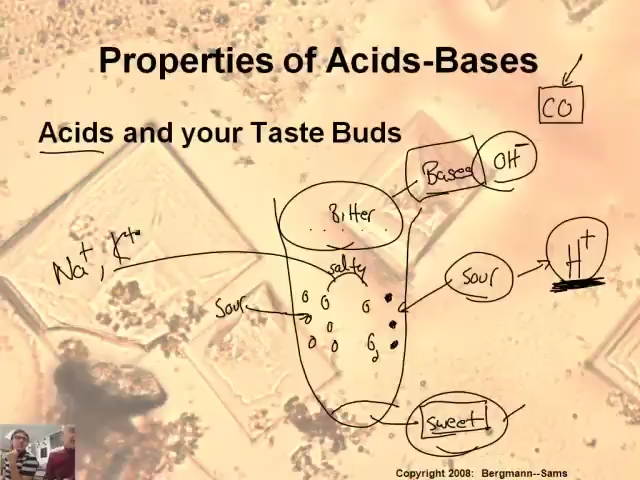 Properties of Acids-Bases
CO
Acids and your Taste Buds
Bases OH⁻
Bitter
Na⁺, K⁺
salty
Sour
sour
H⁺
sweet
Copyright 2008: Bergmann--Sams